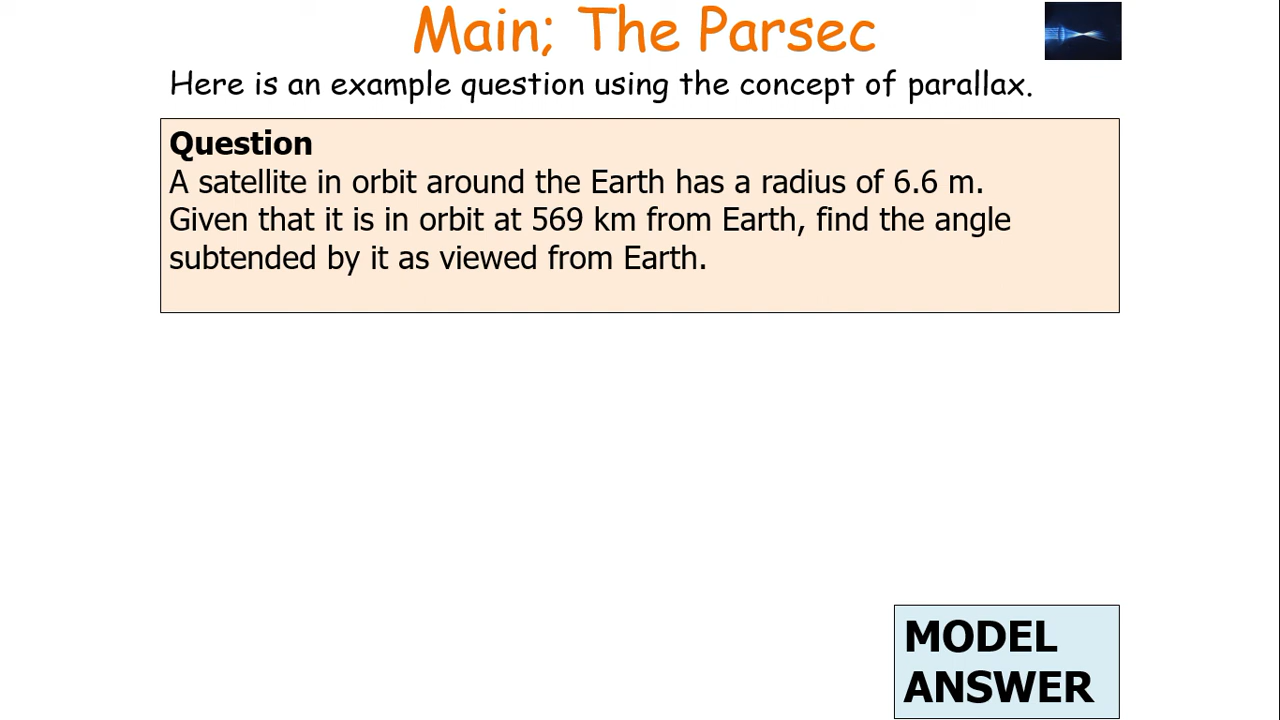 Main; The Parsec
Here is an example question using the concept of parallax.
Question
A satellite in orbit around the Earth has a radius of 6.6 m.
Given that it is in orbit at 569 km from Earth, find the angle
subtended by it as viewed from Earth.
MODEL
ANSWER